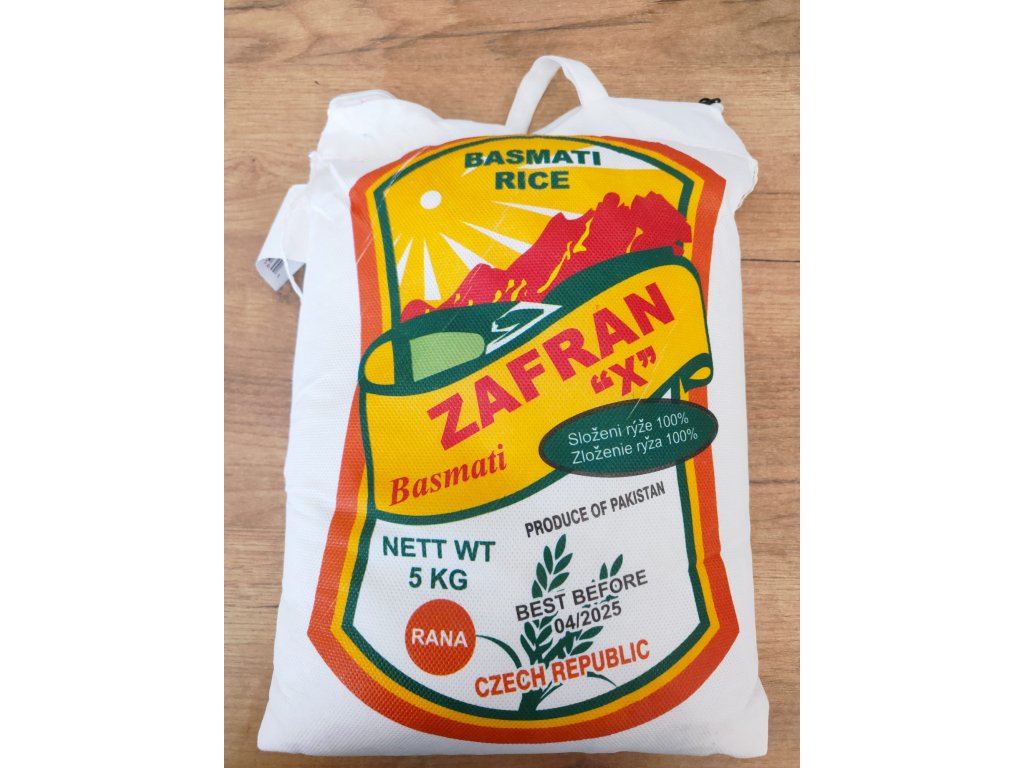 BASMATI
RICE
ZAFRAN
"X"
Basmati
Složeni rýže 100%
Zloženie rýža 100%
PRODUCE OF PAKISTAN
NETT WT
5 KG
BEST BEFORE
04/2025
RANA
CZECH REPUBLIC